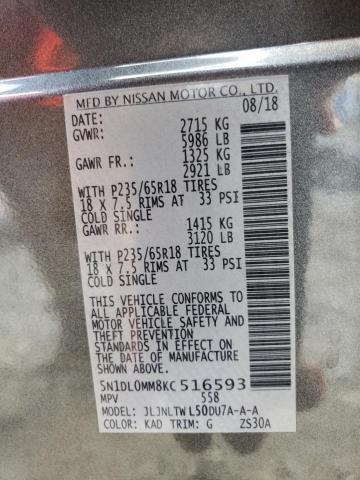 MFD BY NISSAN MOTOR CO., LTD.
DATE: 08/18
GVWR: 2715 KG
5986 LB
GAWR FR.: 1325 KG
2921 LB
WITH P235/65R18 TIRES
18 X 7.5 RIMS AT 33 PSI
COLD SINGLE
GAWR RR.: 1415 KG
3120 LB
WITH P235/65R18 TIRES
18 X 7.5 RIMS AT 33 PSI
COLD SINGLE
THIS VEHICLE CONFORMS TO
ALL APPLICABLE FEDERAL
MOTOR VEHICLE SAFETY AND
THEFT PREVENTION
STANDARDS IN EFFECT ON
THE DATE OF MANUFACTURE
SHOWN ABOVE.
5N1DL0MM8KC516593
MPV 558
MODEL: JLJNLTWL50DU7A-A-A
COLOR: KAD TRIM: G ZS30A